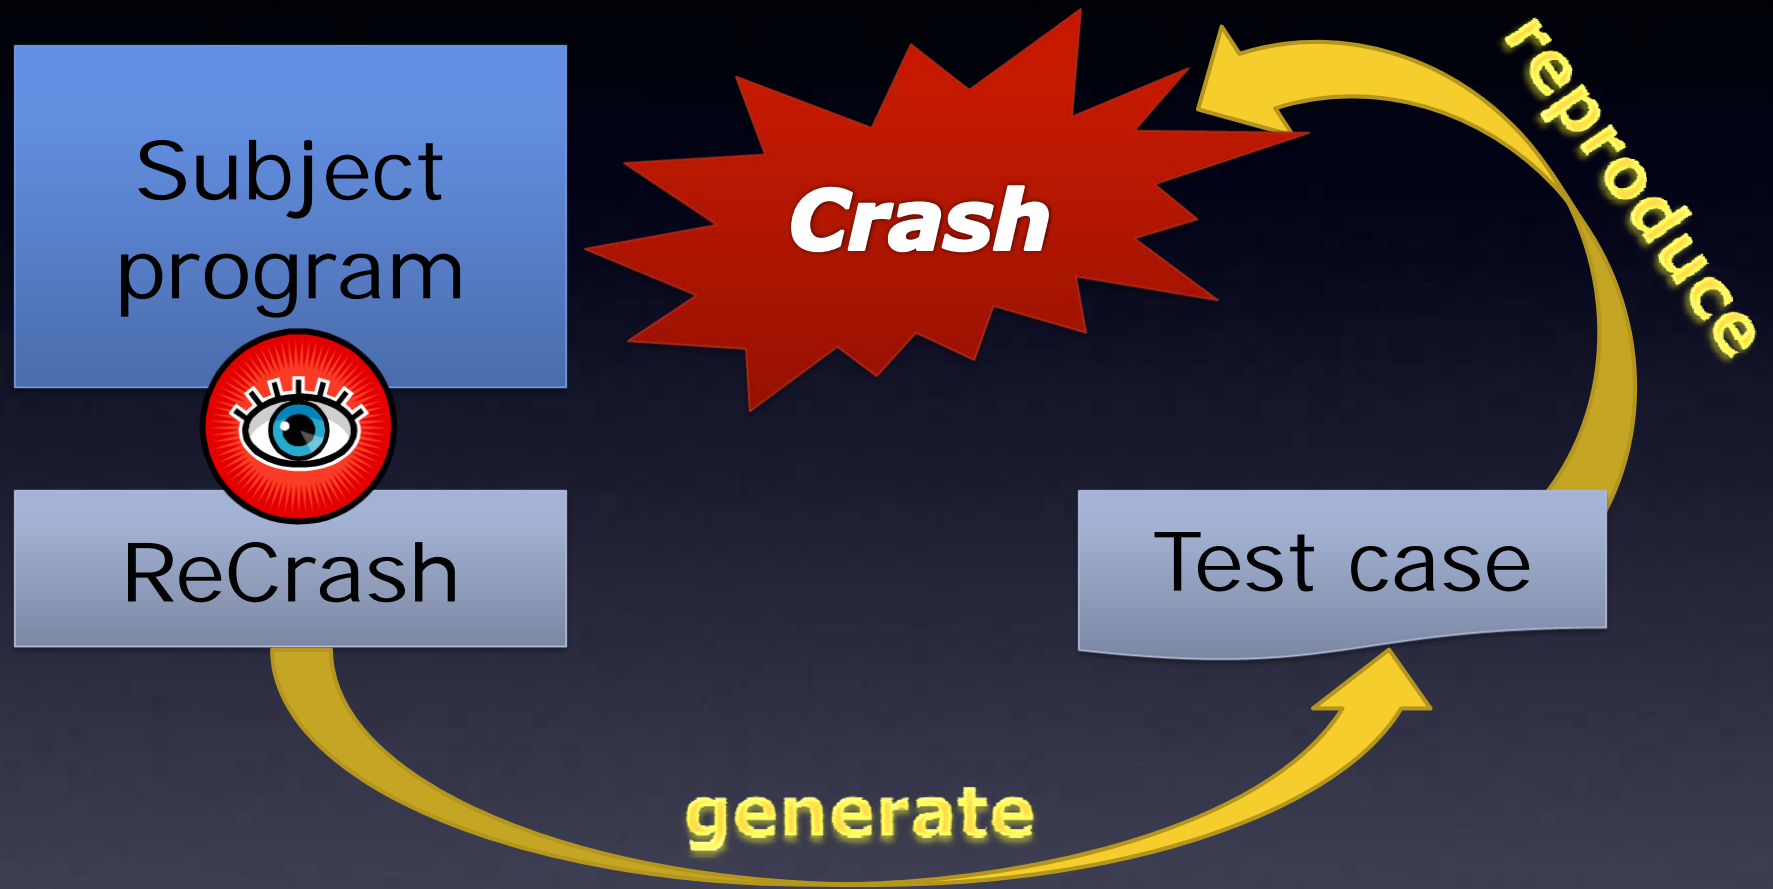 Subject
program
Crash
reproduce
ReCrash
Test case
generate